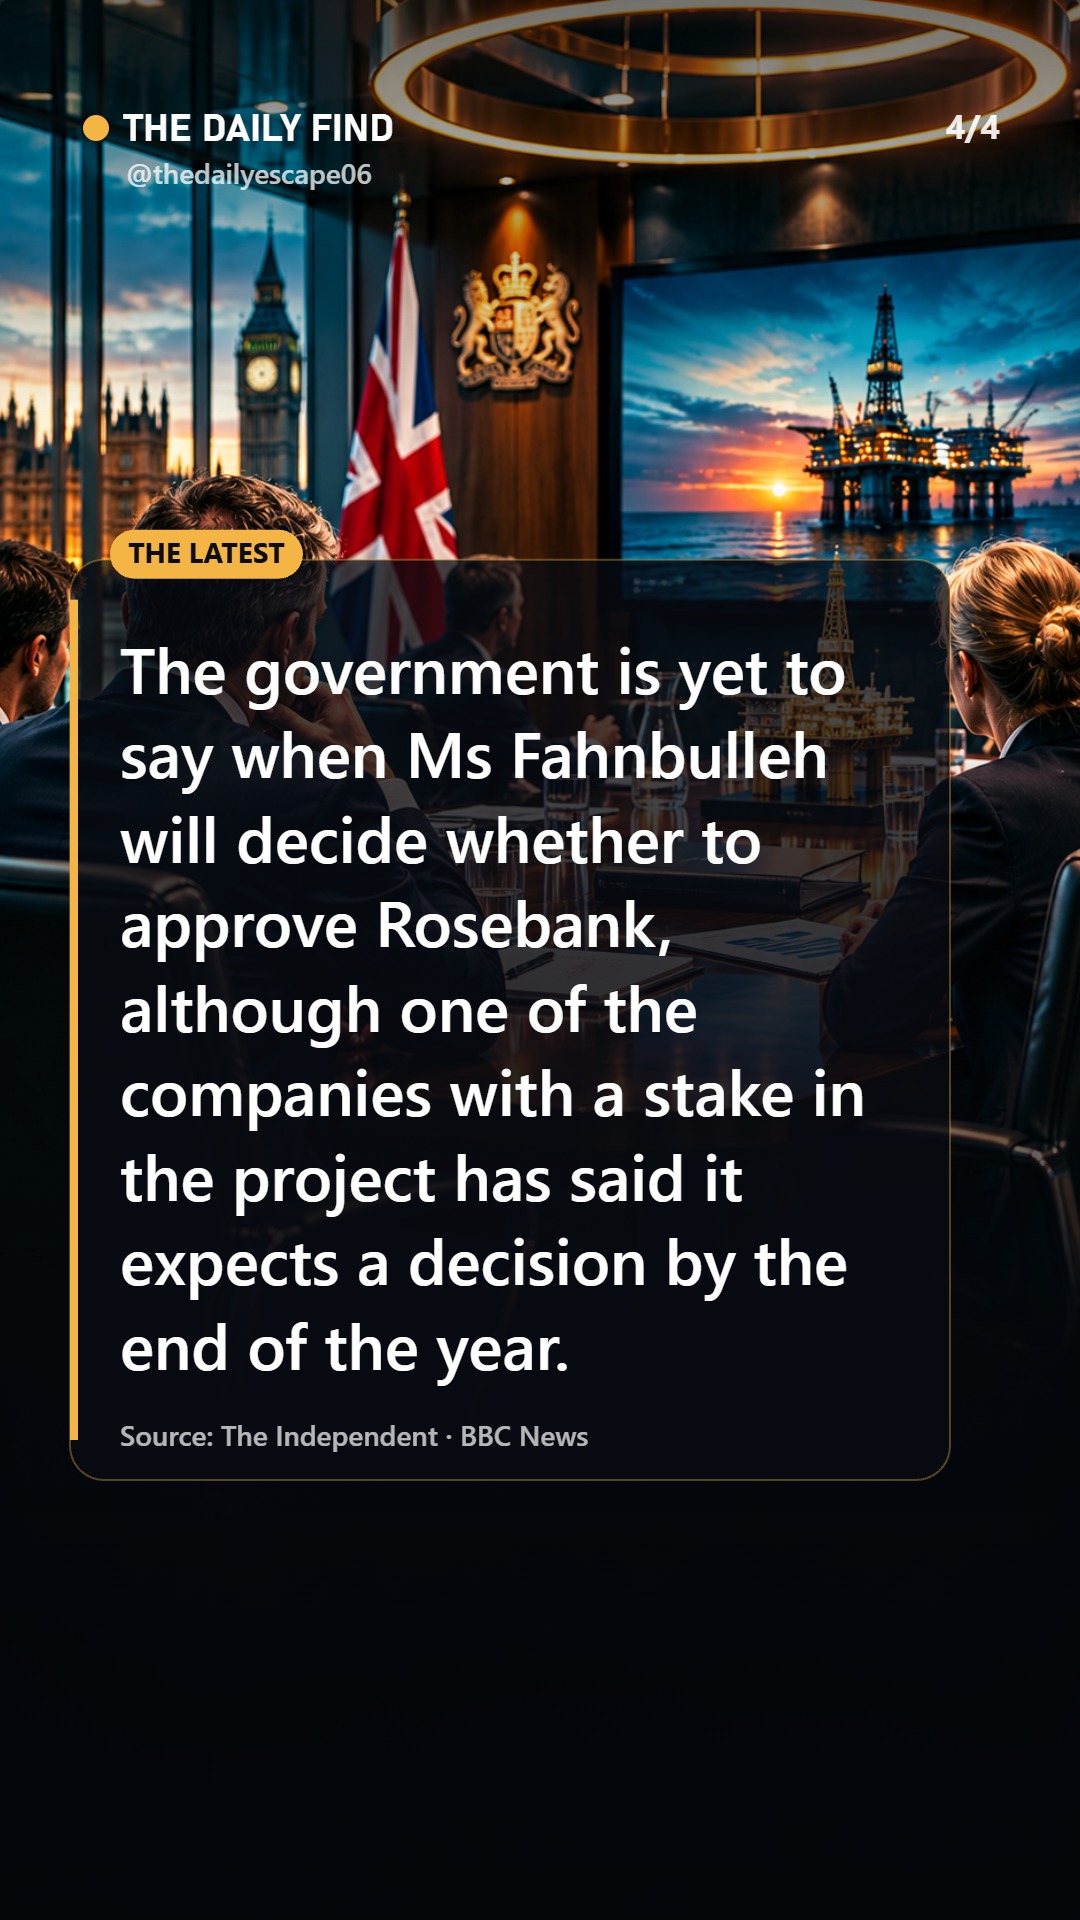 THE DAILY FIND
4/4
@thedailyescape06
THE LATEST
The government is yet to
say when Ms Fahnbulleh
will decide whether to
approve Rosebank,
although one of the
companies with a stake in
the project has said it
expects a decision by the
end of the year.
Source: The Independent · BBC News